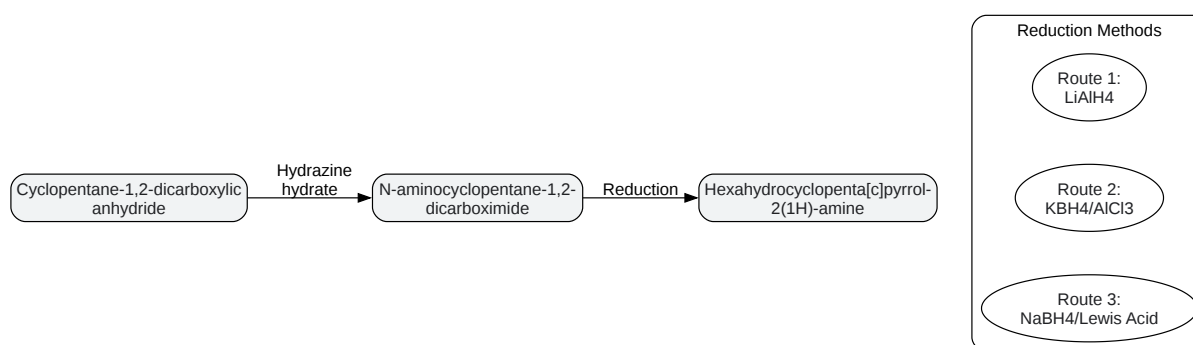 Reduction Methods
Route 1:
LiAlH4
Hydrazine
hydrate
Cyclopentane-1,2-dicarboxylic
anhydride
N-aminocyclopentane-1,2-
dicarboximide
Reduction
Hexahydrocyclopenta[c]pyrrol-
2(1H)-amine
Route 2:
KBH4/AlCl3
Route 3:
NaBH4/Lewis Acid